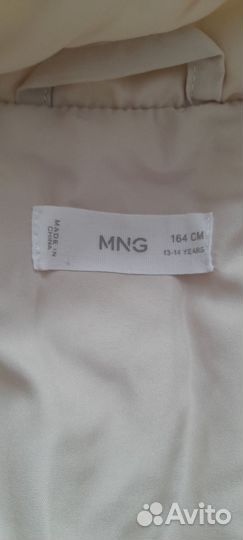 MADE IN
CHINA
MNG
164 CM
13-14 YEARS
Avito